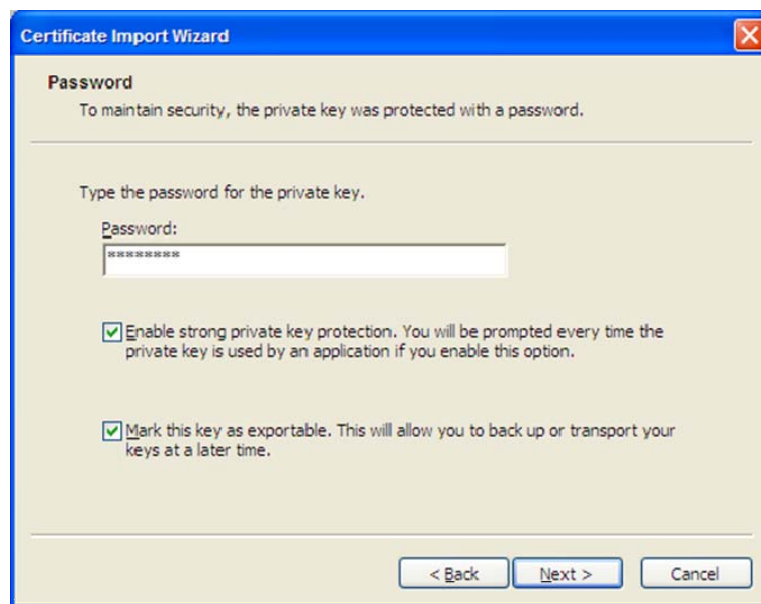 Certificate Import Wizard
Password
To maintain security, the private key was protected with a password.
Type the password for the private key.
Password:
********
Enable strong private key protection. You will be prompted every time the
private key is used by an application if you enable this option.
Mark this key as exportable. This will allow you to back up or transport your
keys at a later time.
< Back Next > Cancel